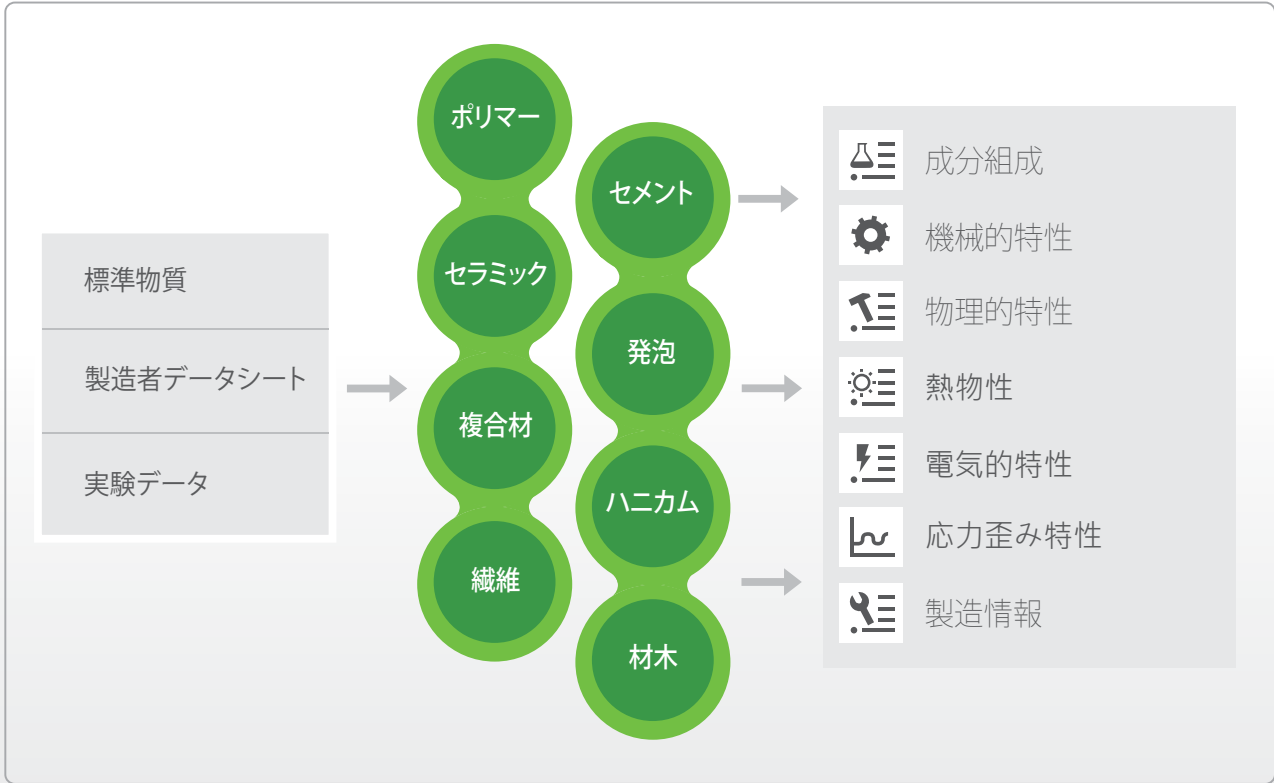 標準物質
製造者データシート
実験データ
ポリマー
セラミック
複合材
繊維
セメント
発泡
ハニカム
材木
成分組成
機械的特性
物理的特性
熱物性
電気的特性
応力歪み特性
製造情報